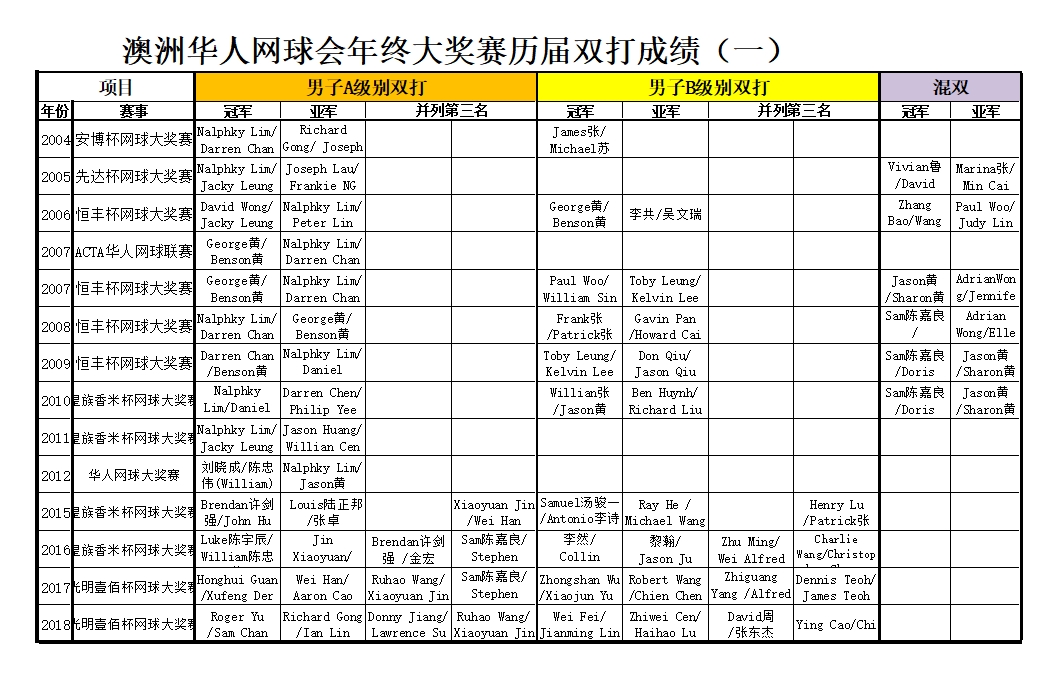 澳洲华人网球会年终大奖赛历届双打成绩（一）
项目 男子A级别双打 男子B级别双打 混双
年份 赛事 冠军 亚军 并列第三名 冠军 亚军 并列第三名 冠军 亚军
2004 安博杯网球大奖赛 Nalphky Lim/ Darren Chan Richard Gong/ Joseph James张/ Michael苏
2005 先达杯网球大奖赛 Nalphky Lim/ Jacky Leung Joseph Lau/ Frankie NG Vivian鲁 /David Marina张/ Min Cai
2006 恒丰杯网球大奖赛 David Wong/ Jacky Leung Nalphky Lim/ Peter Lin George黄/ Benson黄 李共/吴文瑞 Zhang Bao/Wang Paul Woo/ Judy Lin
2007 ACTA华人网球联赛 George黄/ Benson黄 Nalphky Lim/ Darren Chan
2007 恒丰杯网球大奖赛 George黄/ Benson黄 Nalphky Lim/ Darren Chan Paul Woo/ William Sin Toby Leung/ Kelvin Lee Jason黄 /Sharon黄 AdrianWon g/Jennife
2008 恒丰杯网球大奖赛 Nalphky Lim/ Darren Chan George黄/ Benson黄 Frank张 /Patrick张 Gavin Pan /Howard Cai Sam陈嘉良 / Adrian Wong/Elle
2009 恒丰杯网球大奖赛 Darren Chan /Benson黄 Nalphky Lim/ Daniel Toby Leung/ Kelvin Lee Don Qiu/ Jason Qiu Sam陈嘉良 /Doris Jason黄 /Sharon黄
2010 星族香米杯网球大奖赛 Nalphky Lim/Daniel Darren Chen/ Philip Yee Willian张 /Jason黄 Ben Huynh/ Richard Liu Sam陈嘉良 /Doris Jason黄 /Sharon黄
2011 星族香米杯网球大奖赛 Nalphky Lim/ Jacky Leung Jason Huang/ Willian Cen
2012 华人网球大奖赛 刘晓成/陈忠 伟(William) Nalphky Lim/ Jason黄
2015 星族香米杯网球大奖赛 Brendan许剑 强/John Hu Louis陆正邦 /张卓 Xiaoyuan Jin /Wei Han Samuel汤骏一 /Antonio李诗 Ray He / Michael Wang Henry Lu /Patrick张
2016 星族香米杯网球大奖赛 Luke陈宇辰/ William陈忠 Jin Xiaoyuan/ Brendan许剑 强 /金宏 Sam陈嘉良/ Stephen 李然/ Collin 黎瀚/ Jason Ju Zhu Ming/ Wei Alfred Charlie Wang/Christop
2017 光明壹佰杯网球大奖赛 Honghui Guan /Xufeng Der Wei Han/ Aaron Cao Ruhao Wang/ Xiaoyuan Jin Sam陈嘉良/ Stephen Zhongshan Wu /Xiaojun Yu Robert Wang /Chien Chen Zhiguang Yang /Alfred Dennis Teoh/ James Teoh
2018 光明壹佰杯网球大奖赛 Roger Yu /Sam Chan Richard Gong /Ian Lin Donny Jiang/ Lawrence Su Ruhao Wang/ Xiaoyuan Jin Wei Fei/ Jianming Lin Zhiwei Cen/ Haihao Lu David周 /张东杰 Ying Cao/Chi